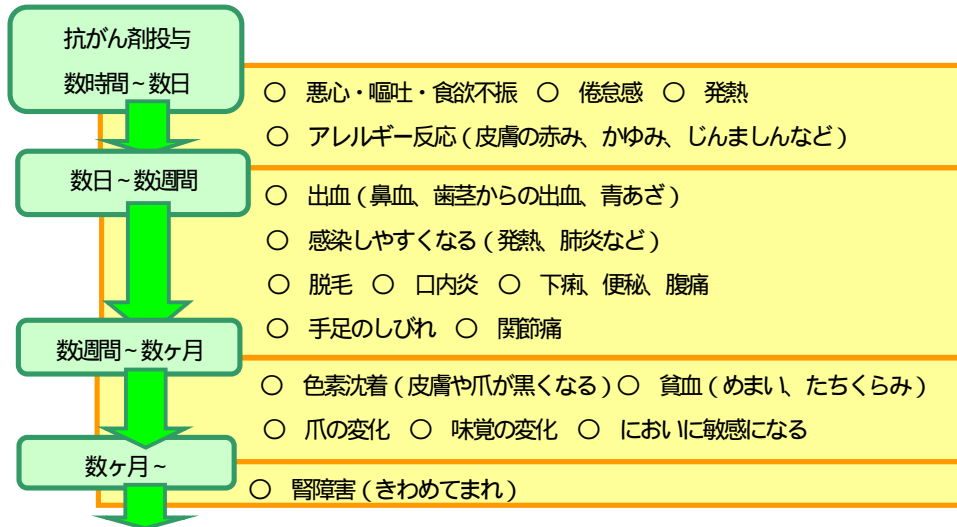 抗がん剤投与
数時間～数日
○ 悪心・嘔吐・食欲不振 ○ 倦怠感 ○ 発熱
○ アレルギー反応（皮膚の赤み、かゆみ、じんましんなど）
数日～数週間
○ 出血（鼻血、歯茎からの出血、青あざ）
○ 感染しやすくなる（発熱、肺炎など）
○ 脱毛 ○ 口内炎 ○ 下痢、便秘、腹痛
○ 手足のしびれ ○ 関節痛
数週間～数ヶ月
○ 色素沈着（皮膚や爪が黒くなる）○ 貧血（めまい、たちくらみ）
○ 爪の変化 ○ 味覚の変化 ○ においに敏感になる
数ヶ月～
○ 腎障害（きわめてまれ）